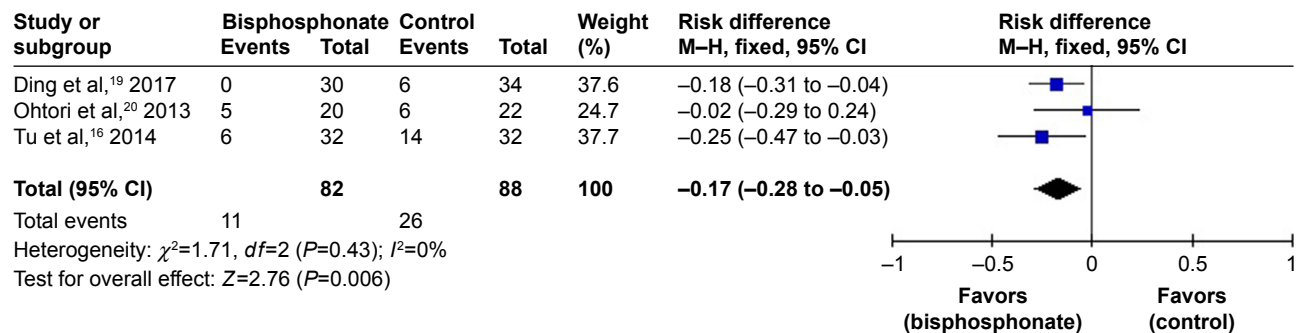 Study or Bisphosphonate Control Weight Risk difference Risk difference
subgroup Events Total Events Total (%) M–H, fixed, 95% CI M–H, fixed, 95% CI
Ding et al,¹⁹ 2017 0 30 6 34 37.6 –0.18 (–0.31 to –0.04)
Ohtori et al,²⁰ 2013 5 20 6 22 24.7 –0.02 (–0.29 to 0.24)
Tu et al,¹⁶ 2014 6 32 14 32 37.7 –0.25 (–0.47 to –0.03)
Total (95% CI) 82 88 100 –0.17 (–0.28 to –0.05)
Total events 11 26
Heterogeneity: χ²=1.71, df=2 (P=0.43); I²=0%
Test for overall effect: Z=2.76 (P=0.006)
–1 –0.5 0 0.5 1
Favors Favors
(bisphosphonate) (control)